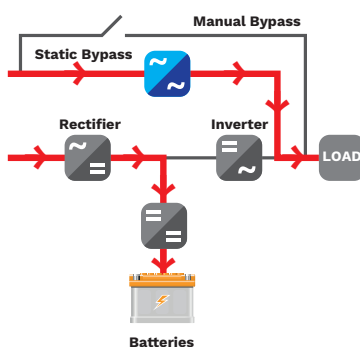 Manual Bypass
Static Bypass
Rectifier
Inverter
LOAD
Batteries